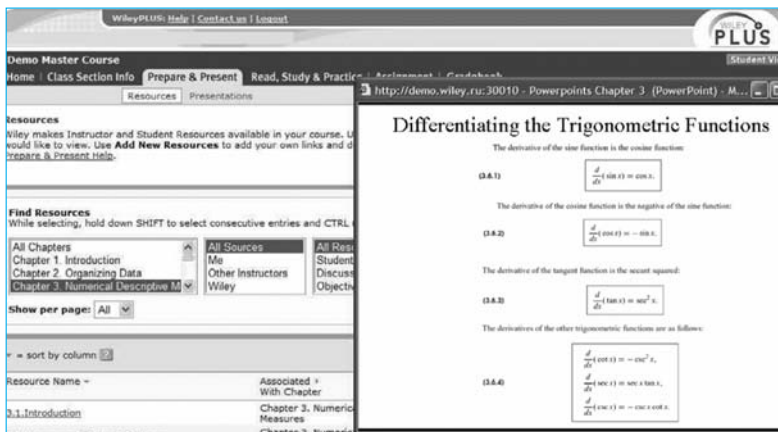 WileyPLUS: Help | Contact us | Logout
WILEY
PLUS
Demo Master Course
Student Vi
Home | Class Section Info | Prepare & Present | Read, Study & Practice | Assignment | Gradebook
Resources Presentations
Resources
Wiley makes Instructor and Student Resources available in your course. U
would like to view. Use Add New Resources to add your own links and d
Prepare & Present Help.
Find Resources
While selecting, hold down SHIFT to select consecutive entries and CTRL
All Chapters
Chapter 1. Introduction
Chapter 2. Organizing Data
Chapter 3. Numerical Descriptive M
All Sources
Me
Other Instructors
Wiley
All Reso
Student
Discuss
Objectiv
Show per page: All
= sort by column
Resource Name
Associated
With Chapter
3.1.Introduction
Chapter 3. Numeric
Measures
Chapter 3. Numeric
http://demo.wiley.ru:30010 - Powerpoints Chapter 3 (PowerPoint) - M...
Differentiating the Trigonometric Functions
The derivative of the sine function is the cosine function:
(3.6.1) d/dx (sin x) = cos x.
The derivative of the cosine function is the negative of the sine function:
(3.6.2) d/dx (cos x) = − sin x.
The derivative of the tangent function is the secant squared:
(3.6.3) d/dx (tan x) = sec² x.
The derivatives of the other trigonometric functions are as follows:
(3.6.4)
d/dx (cot x) = − csc² x,
d/dx (sec x) = sec x tan x,
d/dx (csc x) = − csc x cot x.